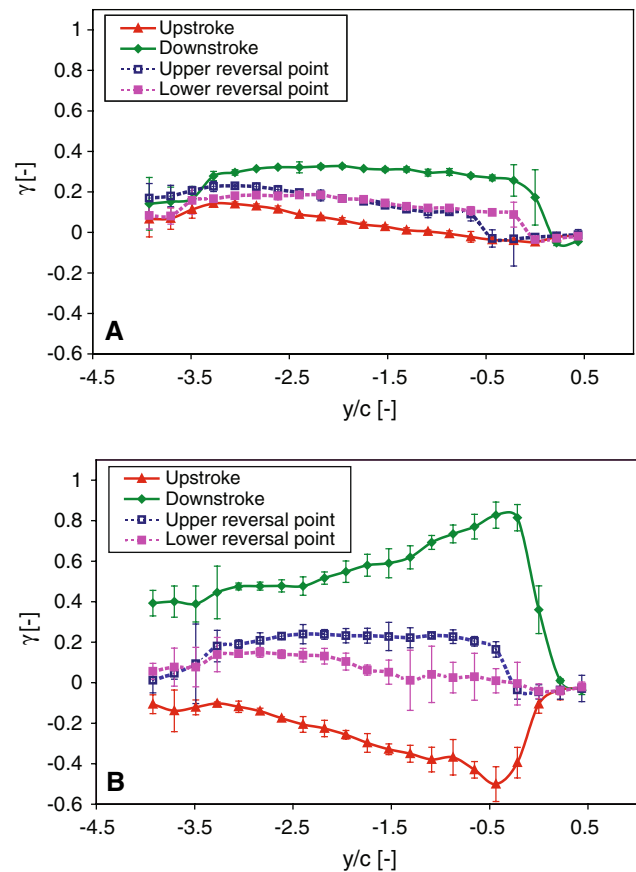 1
0.8
0.6
0.4
0.2
0
-0.2
-0.4
-0.6
γ [-]
Upstroke
Downstroke
Upper reversal point
Lower reversal point
A
-4.5 -3.5 -2.5 -1.5 -0.5 0.5
y/c [-]
1
0.8
0.6
0.4
0.2
0
-0.2
-0.4
-0.6
γ [-]
Upstroke
Downstroke
Upper reversal point
Lower reversal point
B
-4.5 -3.5 -2.5 -1.5 -0.5 0.5
y/c [-]